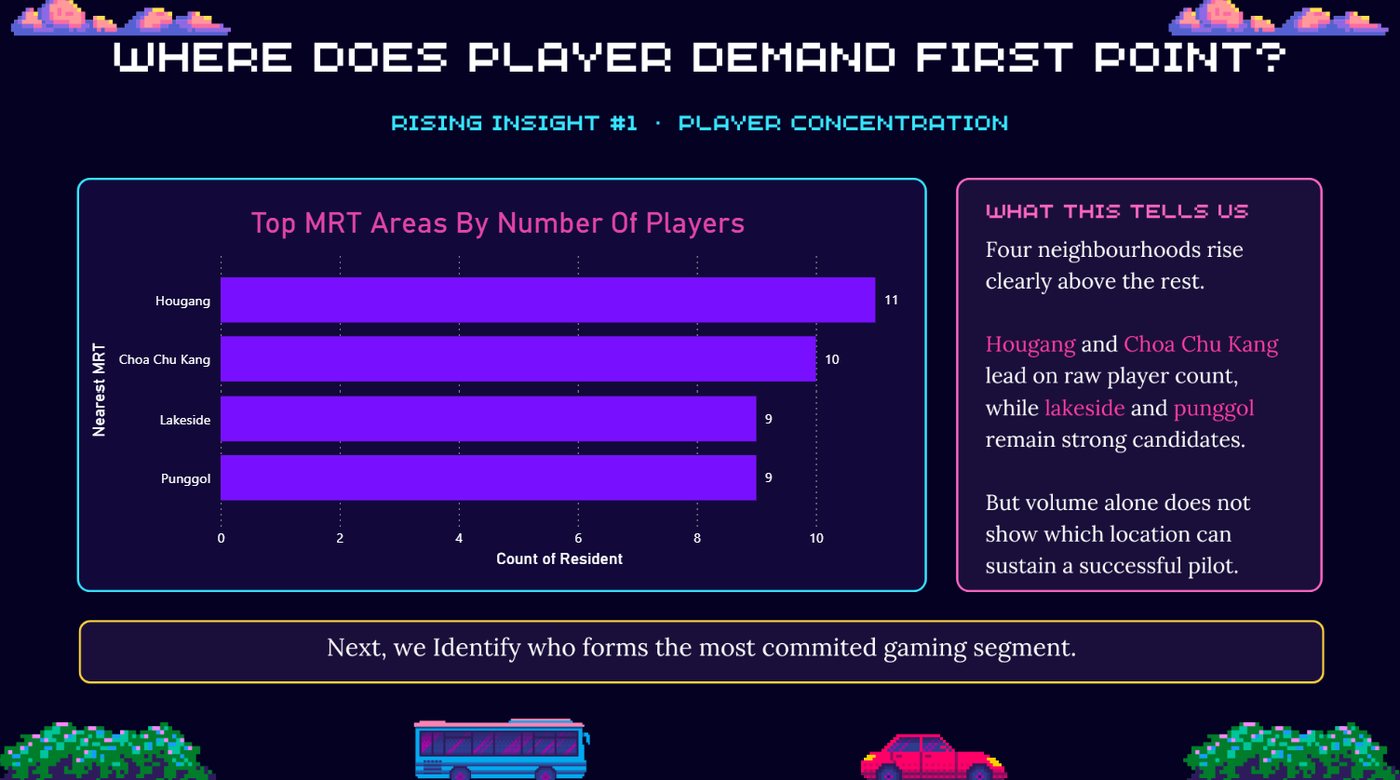 WHERE DOES PLAYER DEMAND FIRST POINT?
RISING INSIGHT #1 · PLAYER CONCENTRATION
Top MRT Areas By Number Of Players
Nearest MRT
Hougang
11
Choa Chu Kang
10
Lakeside
9
Punggol
9
0 2 4 6 8 10
Count of Resident
WHAT THIS TELLS US
Four neighbourhoods rise
clearly above the rest.
Hougang and Choa Chu Kang
lead on raw player count,
while lakeside and punggol
remain strong candidates.
But volume alone does not
show which location can
sustain a successful pilot.
Next, we Identify who forms the most commited gaming segment.